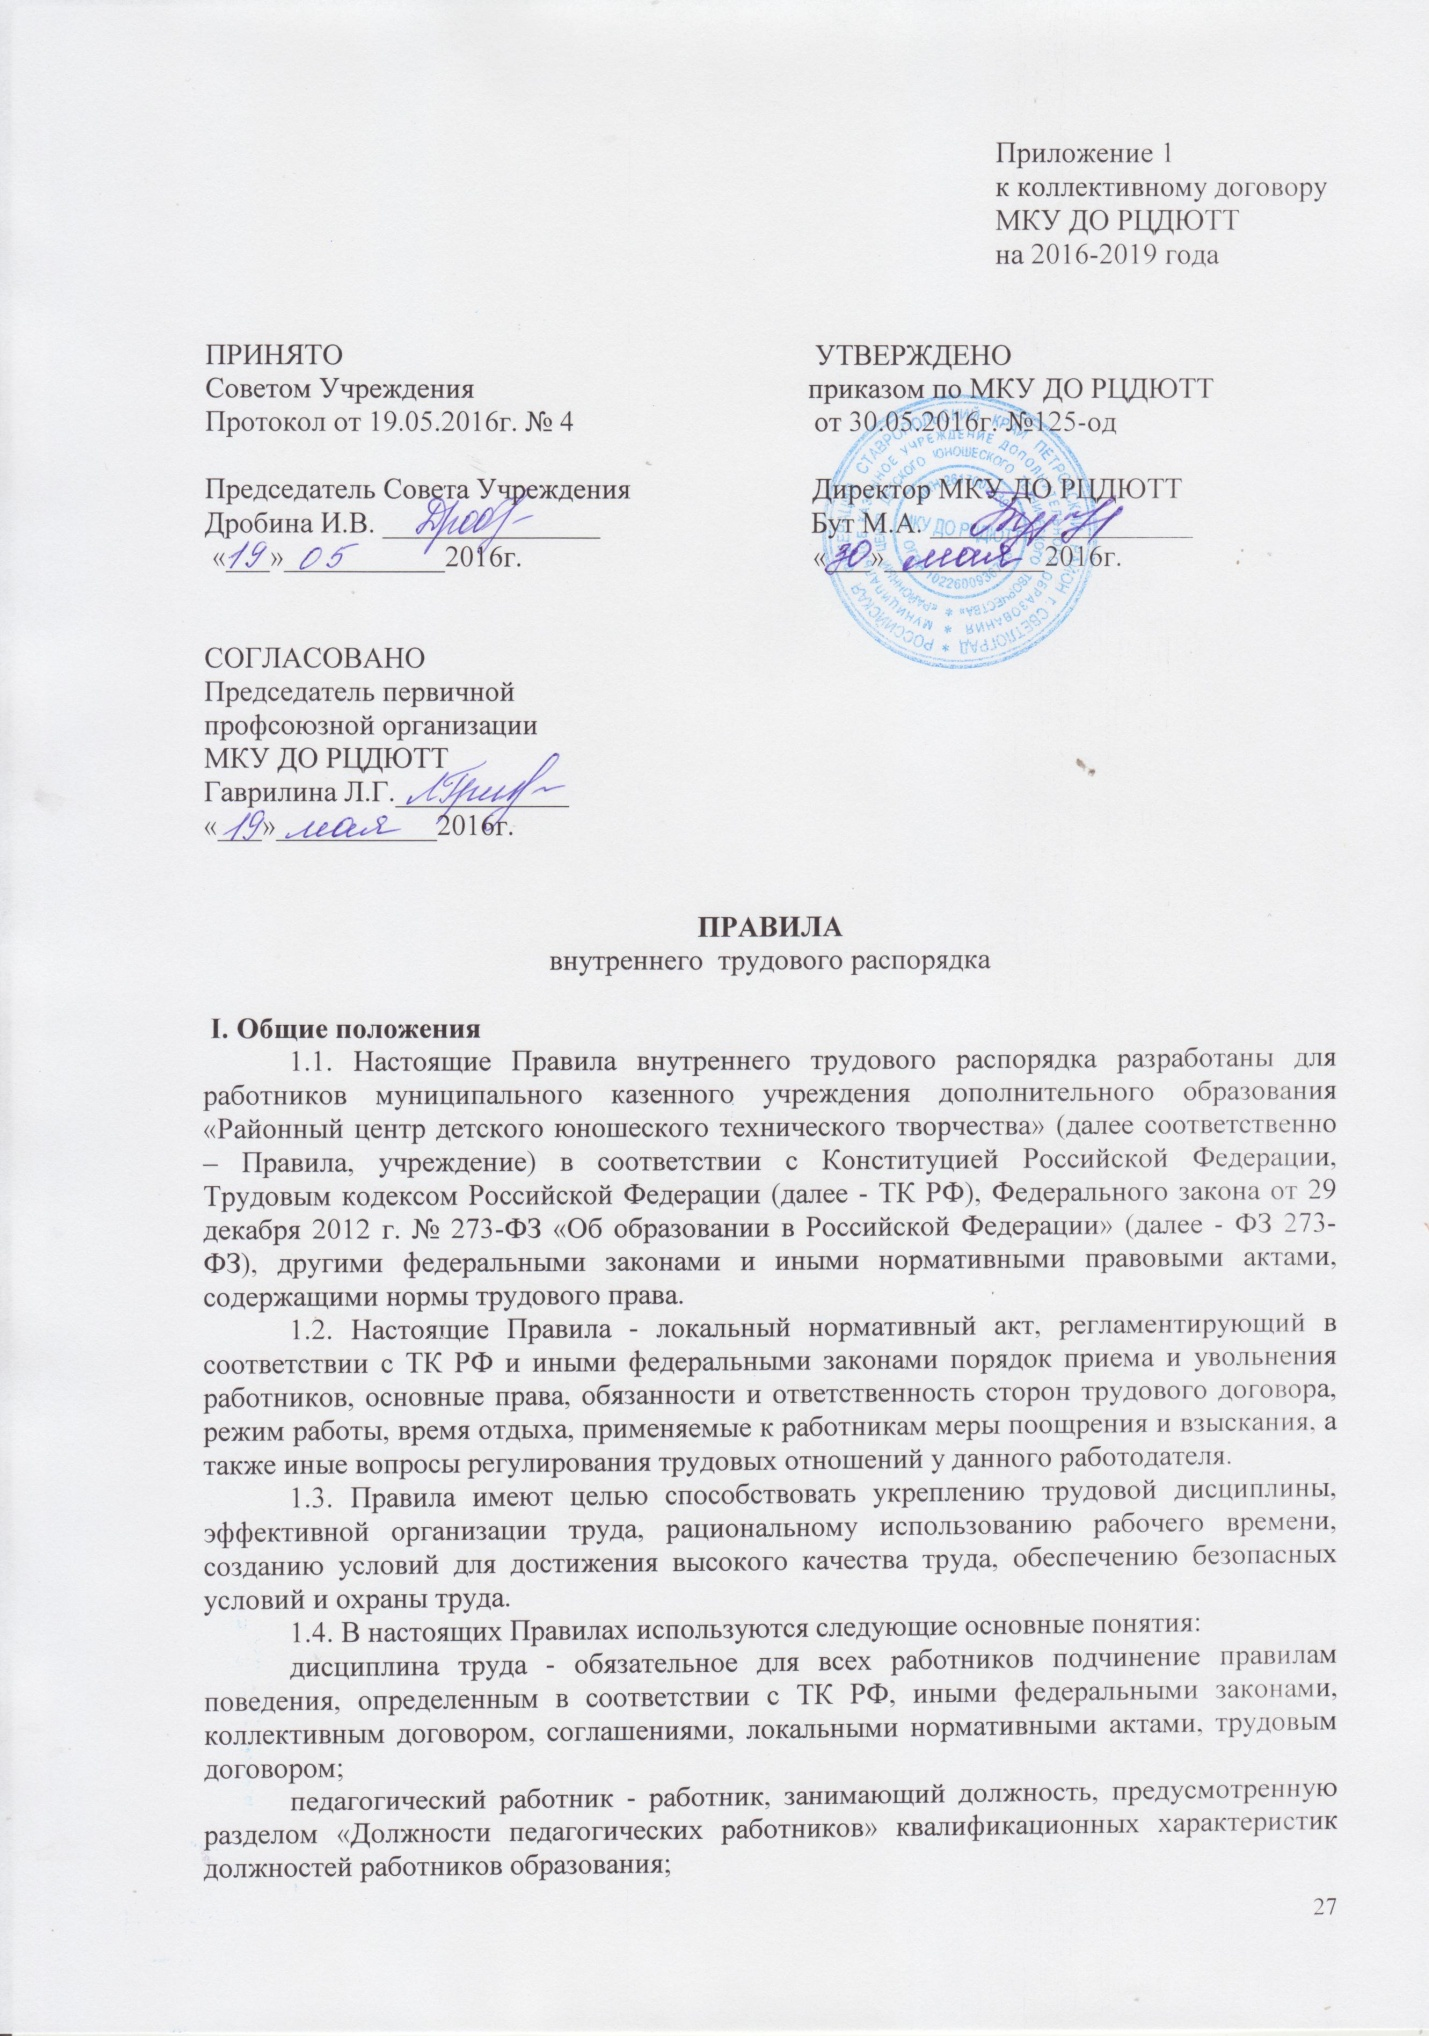 Приложение 1
к коллективному договору
МКУ ДО РЦДЮТТ
на 2016-2019 года
ПРИНЯТО
Советом Учреждения
Протокол от 19.05.2016г. № 4
Председатель Совета Учреждения
Дробина И.В. _______________
«19»___05________2016г.
УТВЕРЖДЕНО
приказом по МКУ ДО РЦДЮТТ
от 30.05.2016г. №125-од
Директор МКУ ДО РЦДЮТТ
Бут М.А. __________________
«30»___мая________2016г.
СОГЛАСОВАНО
Председатель первичной
профсоюзной организации
МКУ ДО РЦДЮТТ
Гаврилина Л.Г.____________
«19»___мая________2016г.
ПРАВИЛА
внутреннего трудового распорядка
I. Общие положения
1.1. Настоящие Правила внутреннего трудового распорядка разработаны для
работников муниципального казенного учреждения дополнительного образования
«Районный центр детского юношеского технического творчества» (далее соответственно
– Правила, учреждение) в соответствии с Конституцией Российской Федерации,
Трудовым кодексом Российской Федерации (далее - ТК РФ), Федерального закона от 29
декабря 2012 г. № 273-ФЗ «Об образовании в Российской Федерации» (далее - ФЗ 273-
ФЗ), другими федеральными законами и иными нормативными правовыми актами,
содержащими нормы трудового права.
1.2. Настоящие Правила - локальный нормативный акт, регламентирующий в
соответствии с ТК РФ и иными федеральными законами порядок приема и увольнения
работников, основные права, обязанности и ответственность сторон трудового договора,
режим работы, время отдыха, применяемые к работникам меры поощрения и взыскания, а
также иные вопросы регулирования трудовых отношений у данного работодателя.
1.3. Правила имеют целью способствовать укреплению трудовой дисциплины,
эффективной организации труда, рациональному использованию рабочего времени,
созданию условий для достижения высокого качества труда, обеспечению безопасных
условий и охраны труда.
1.4. В настоящих Правилах используются следующие основные понятия:
дисциплина труда - обязательное для всех работников подчинение правилам
поведения, определенным в соответствии с ТК РФ, иными федеральными законами,
коллективным договором, соглашениями, локальными нормативными актами, трудовым
договором;
педагогический работник - работник, занимающий должность, предусмотренную
разделом «Должности педагогических работников» квалификационных характеристик
должностей работников образования;
27